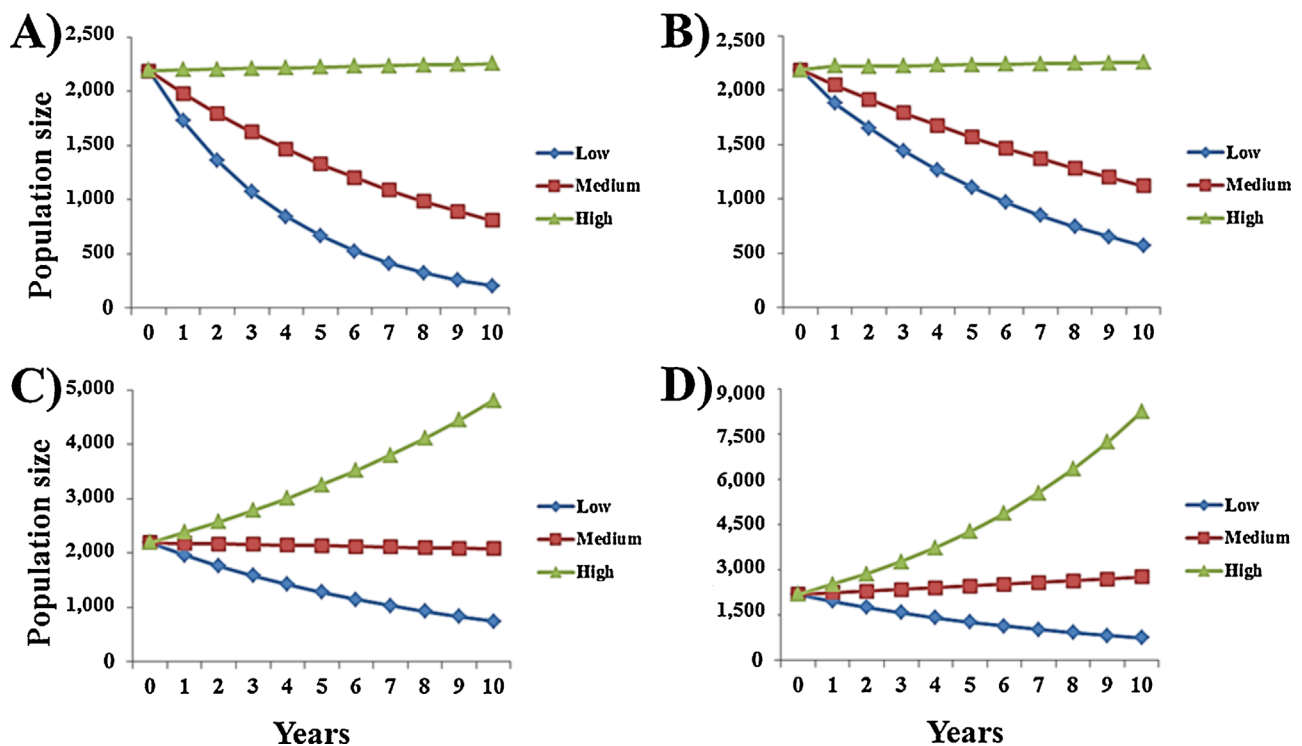 A)
2,500
2,000
1,500
1,000
500
0
Population size
0 1 2 3 4 5 6 7 8 9 10
Low
Medium
High
B)
2,500
2,000
1,500
1,000
500
0
0 1 2 3 4 5 6 7 8 9 10
Low
Medium
High
C)
5,000
4,000
3,000
2,000
1,000
0
Population size
0 1 2 3 4 5 6 7 8 9 10
Years
Low
Medium
High
D)
9,000
7,500
6,000
4,500
3,000
1,500
0
0 1 2 3 4 5 6 7 8 9 10
Years
Low
Medium
High